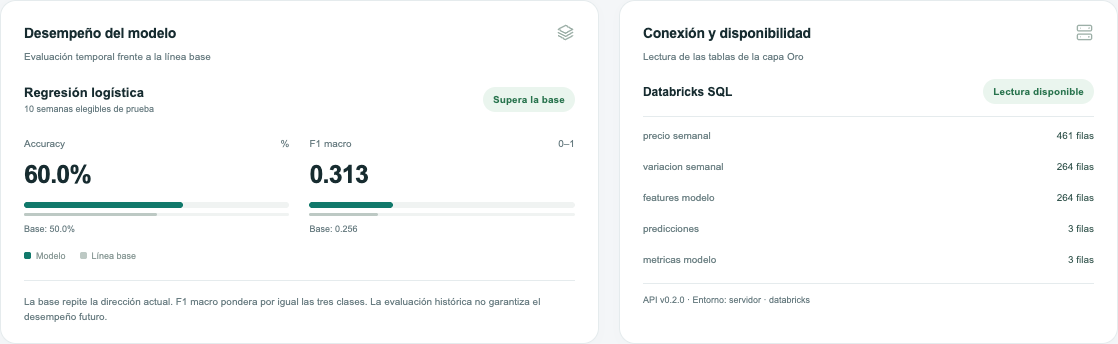 Desempeño del modelo
Evaluación temporal frente a la línea base
Regresión logística
10 semanas elegibles de prueba
Supera la base
Accuracy %
60.0%
Base: 50.0%
F1 macro 0–1
0.313
Base: 0.256
Modelo Línea base
La base repite la dirección actual. F1 macro pondera por igual las tres clases. La evaluación histórica no garantiza el
desempeño futuro.
Conexión y disponibilidad
Lectura de las tablas de la capa Oro
Databricks SQL Lectura disponible
precio semanal 461 filas
variacion semanal 264 filas
features modelo 264 filas
predicciones 3 filas
metricas modelo 3 filas
API v0.2.0 · Entorno: servidor · databricks